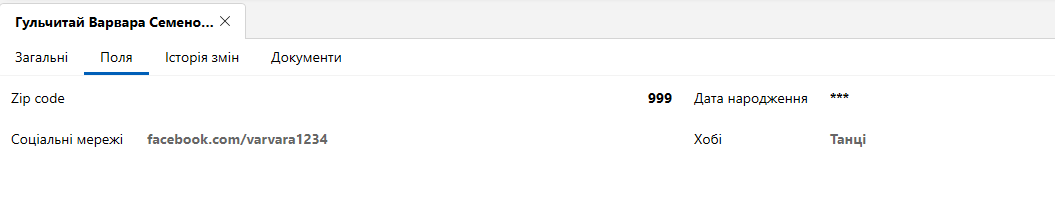 Гульчитай Варвара Семено...
Загальні Поля Історія змін Документи
Zip code 999 Дата народження ***
Соціальні мережі facebook.com/varvara1234 Хобі Танці